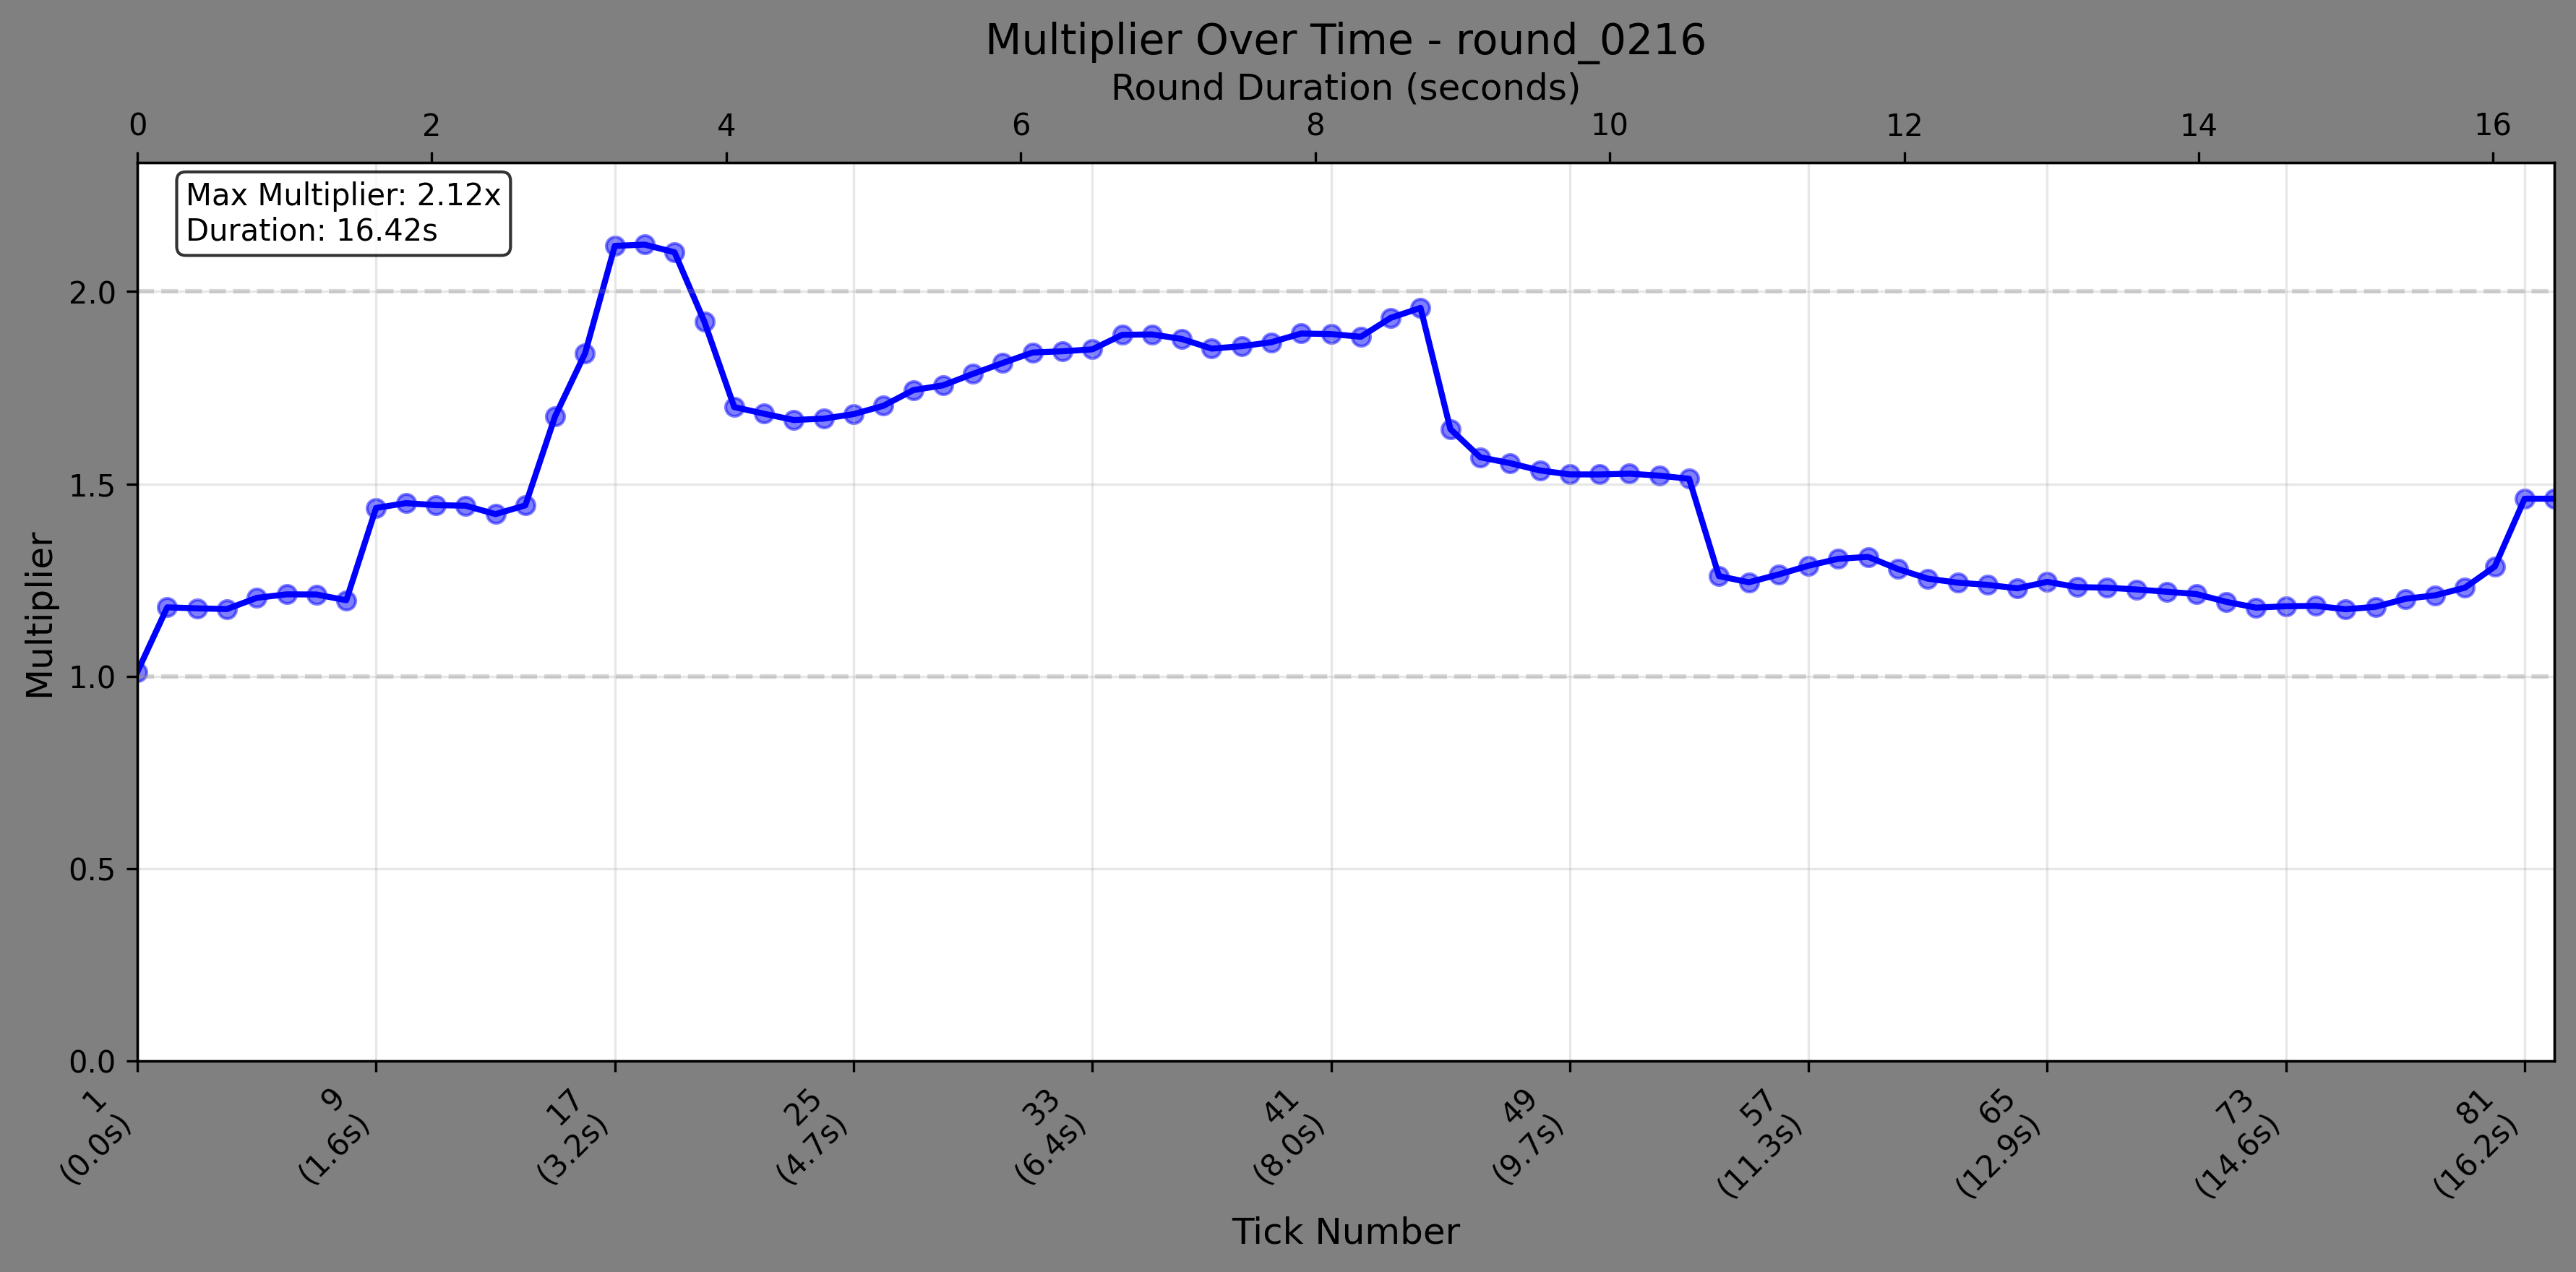 Multiplier Over Time - round_0216
Round Duration (seconds)
0 2 4 6 8 10 12 14 16
Max Multiplier: 2.12x
Duration: 16.42s
Multiplier
2.0
1.5
1.0
0.5
0.0
1 9 17 25 33 41 49 57 65 73 81
(0.0s) (1.6s) (3.2s) (4.7s) (6.4s) (8.0s) (9.7s) (11.3s) (12.9s) (14.6s) (16.2s)
Tick Number